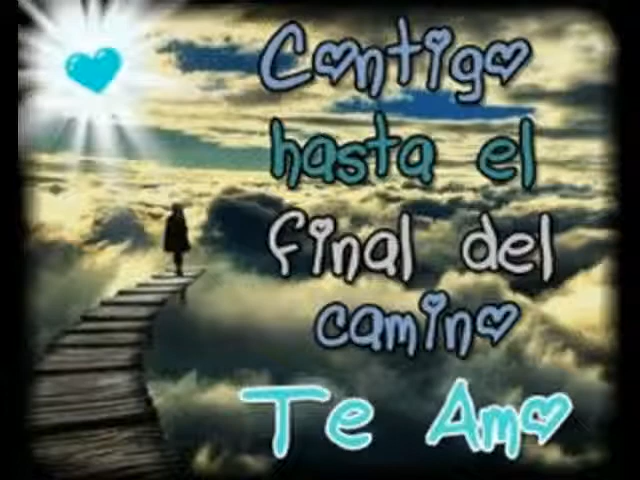 Contigo
hasta el
final del
camino
Te Amo